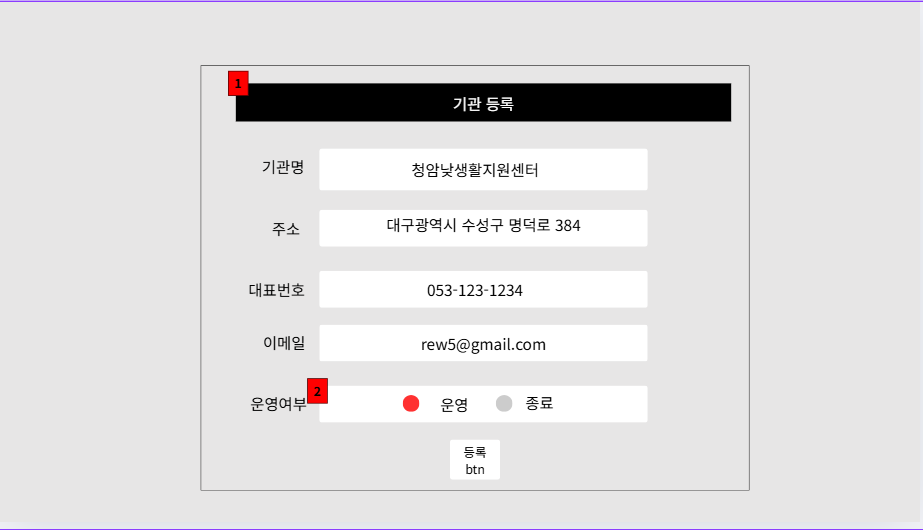 1
기관 등록
기관명 청암낮생활지원센터
주소 대구광역시 수성구 명덕로 384
대표번호 053-123-1234
이메일 rew5@gmail.com
2
운영여부 운영 종료
등록
btn